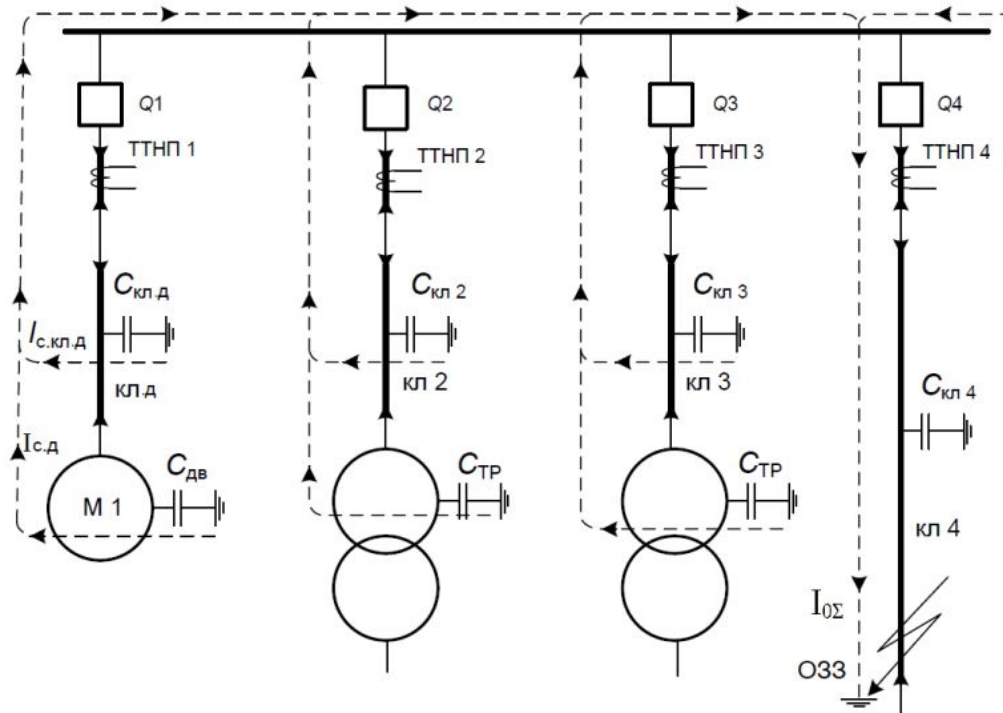 Q1
Q2
Q3
Q4
ТТНП 1
ТТНП 2
ТТНП 3
ТТНП 4
Cкл.д
Cкл 2
Cкл 3
Iс.кл.д
кл.д
кл 2
кл 3
Cкл 4
Iс.д
Cдв
CТР
CТР
М 1
кл 4
I0Σ
ОЗЗ